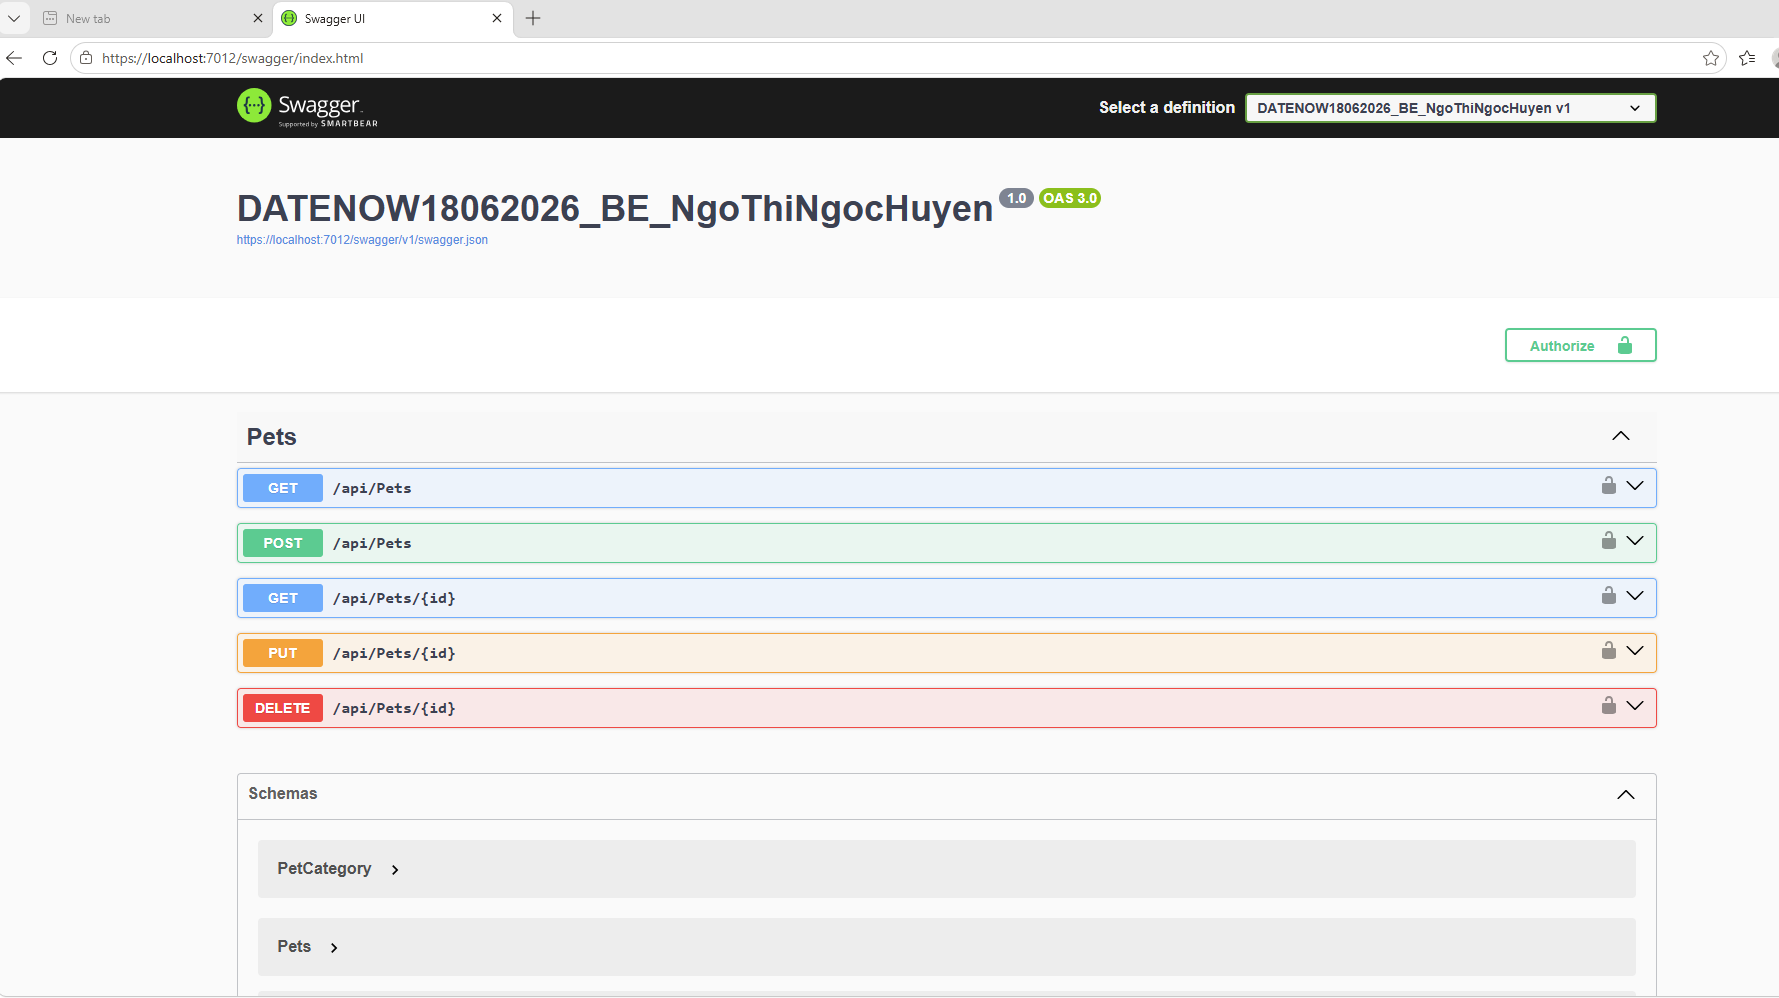 New tab
Swagger UI
https://localhost:7012/swagger/index.html
Swagger
Supported by SMARTBEAR
Select a definition
DATENOW18062026_BE_NgoThiNgocHuyen v1
DATENOW18062026_BE_NgoThiNgocHuyen 1.0 OAS 3.0
https://localhost:7012/swagger/v1/swagger.json
Authorize
Pets
GET /api/Pets
POST /api/Pets
GET /api/Pets/{id}
PUT /api/Pets/{id}
DELETE /api/Pets/{id}
Schemas
PetCategory
Pets